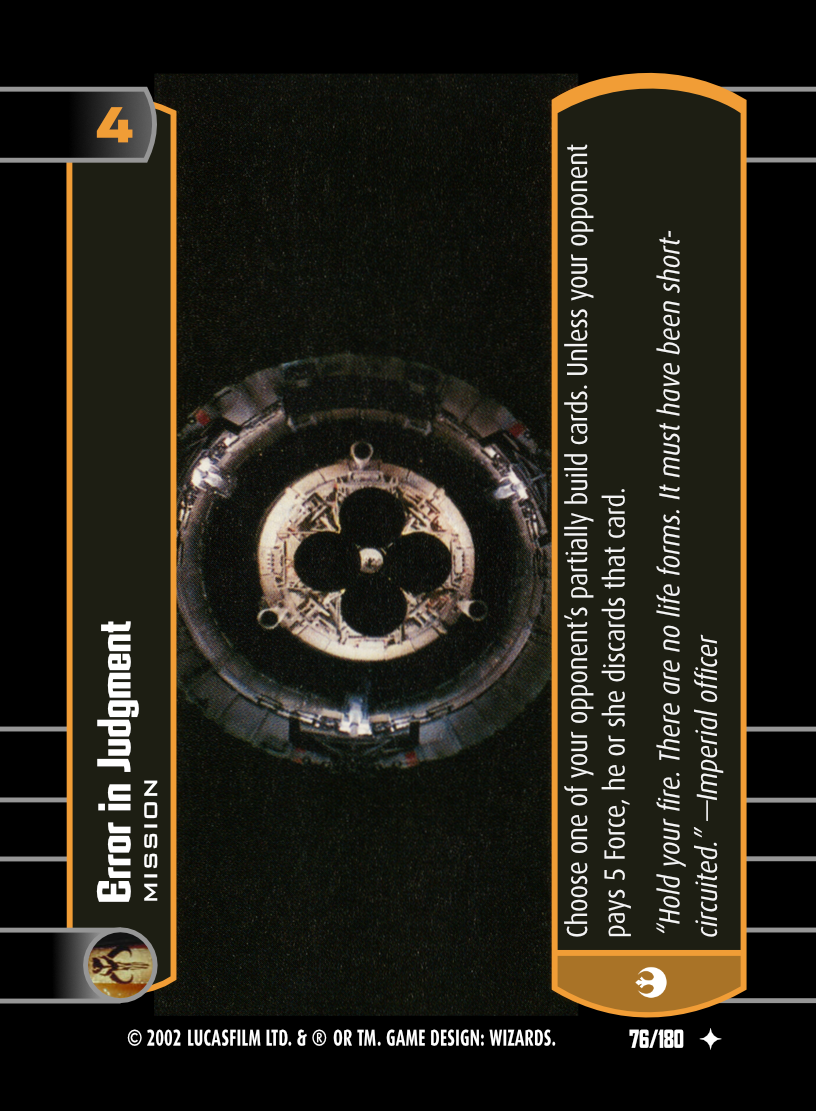 4
Error in Judgment
MISSION
Choose one of your opponent's partially build cards. Unless your opponent
pays 5 Force, he or she discards that card.
“Hold your fire. There are no life forms. It must have been short-
circuited.” —Imperial officer
© 2002 LUCASFILM LTD. & ® OR TM. GAME DESIGN: WIZARDS.
76/180